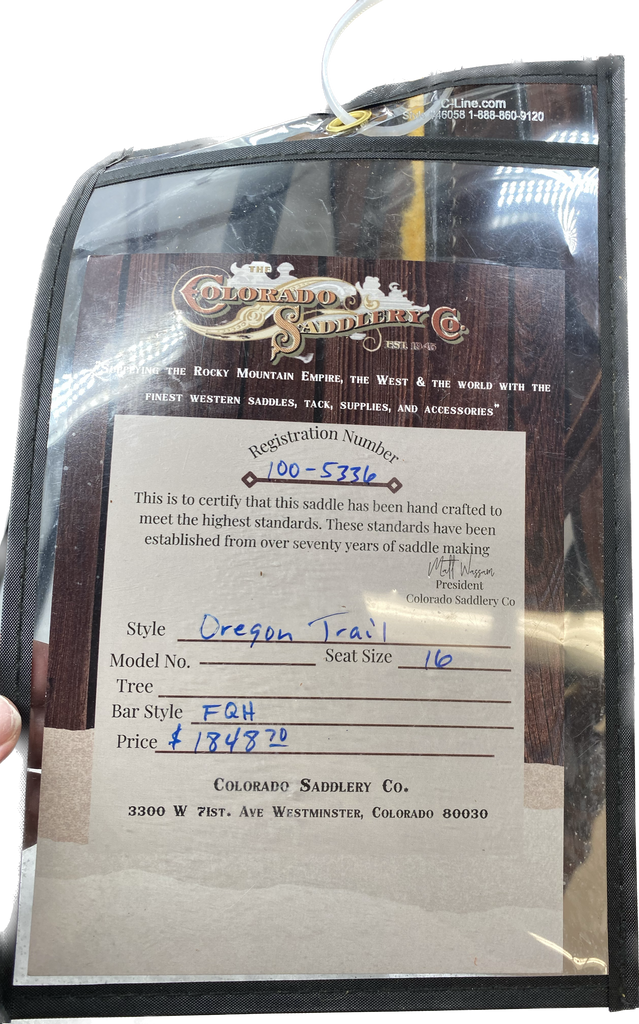 C-Line.com
46058 1-888-860-9120
THE
COLORADO
SADDLERY CO.
EST. 1945
THE ROCKY MOUNTAIN EMPIRE, THE WEST & THE WORLD WITH THE
FINEST WESTERN SADDLES, TACK, SUPPLIES, AND ACCESSORIES"
Registration Number
100-5336
This is to certify that this saddle has been hand crafted to
meet the highest standards. These standards have been
established from over seventy years of saddle making
Matt Wassam
President
Colorado Saddlery Co
Style Oregon Trail
Model No. Seat Size 16
Tree
Bar Style FQH
Price $1848 70
COLORADO SADDLERY CO.
3300 W 71ST. AVE WESTMINSTER, COLORADO 80030